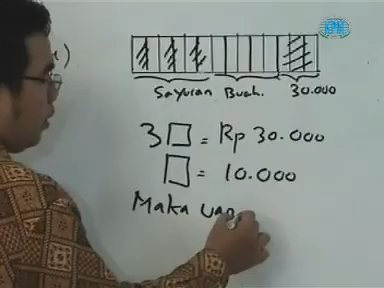 Sayuran Buah. 30.000
3 □ = Rp 30.000
□ = 10.000
Maka uan